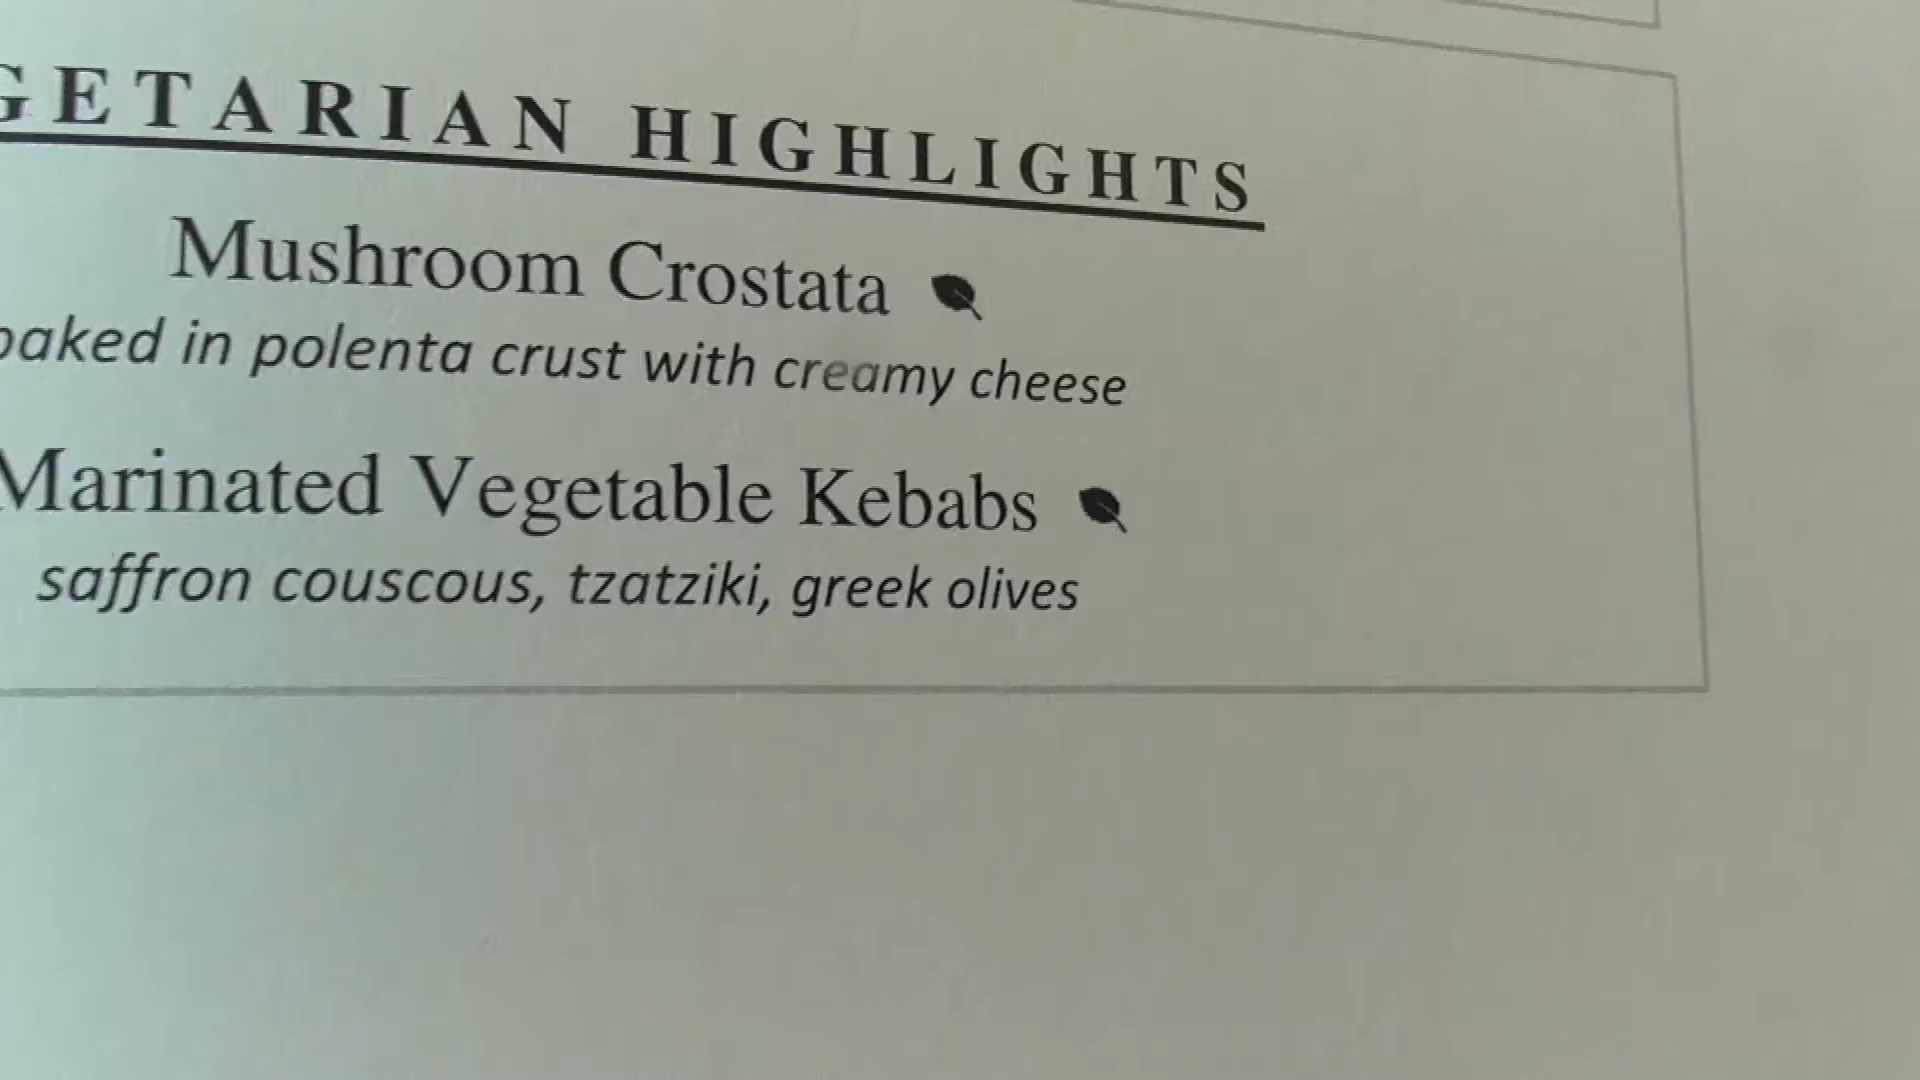 GETARIAN HIGHLIGHTS
Mushroom Crostata
baked in polenta crust with creamy cheese
Marinated Vegetable Kebabs
saffron couscous, tzatziki, greek olives